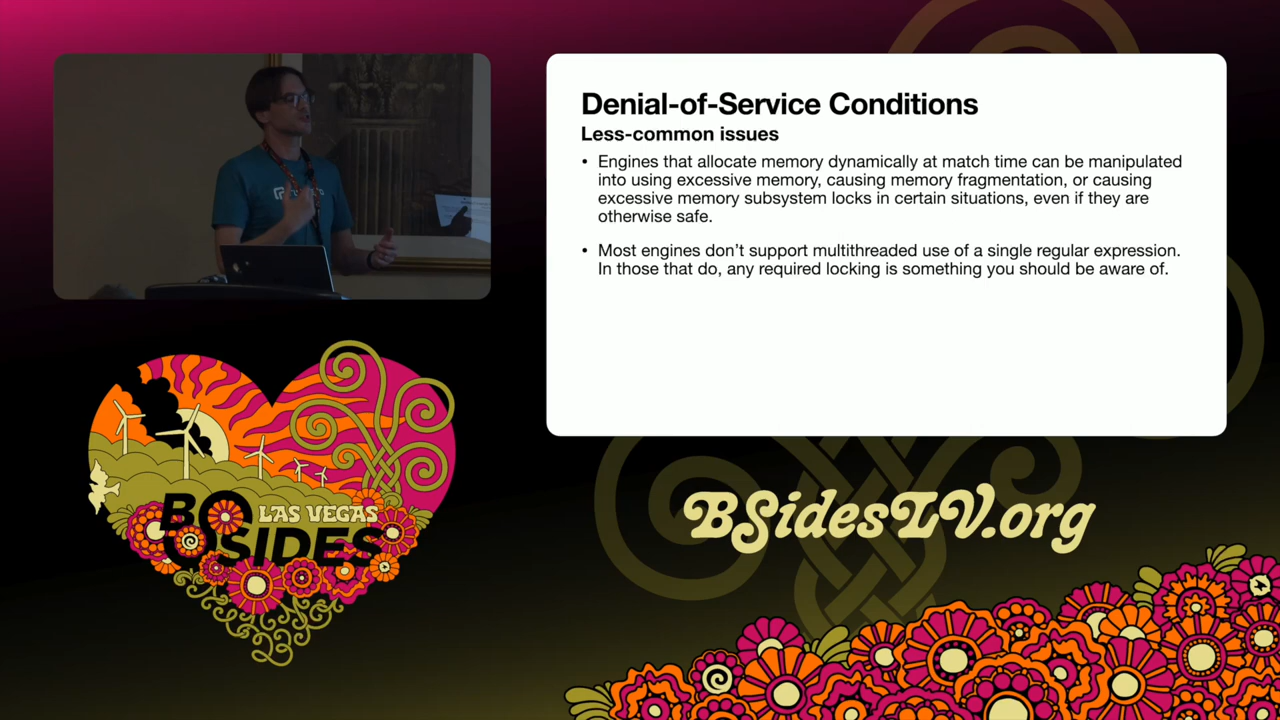 Denial-of-Service Conditions
Less-common issues
• Engines that allocate memory dynamically at match time can be manipulated
into using excessive memory, causing memory fragmentation, or causing
excessive memory subsystem locks in certain situations, even if they are
otherwise safe.
• Most engines don’t support multithreaded use of a single regular expression.
In those that do, any required locking is something you should be aware of.
LAS VEGAS
BSIDES
BSidesLV.org